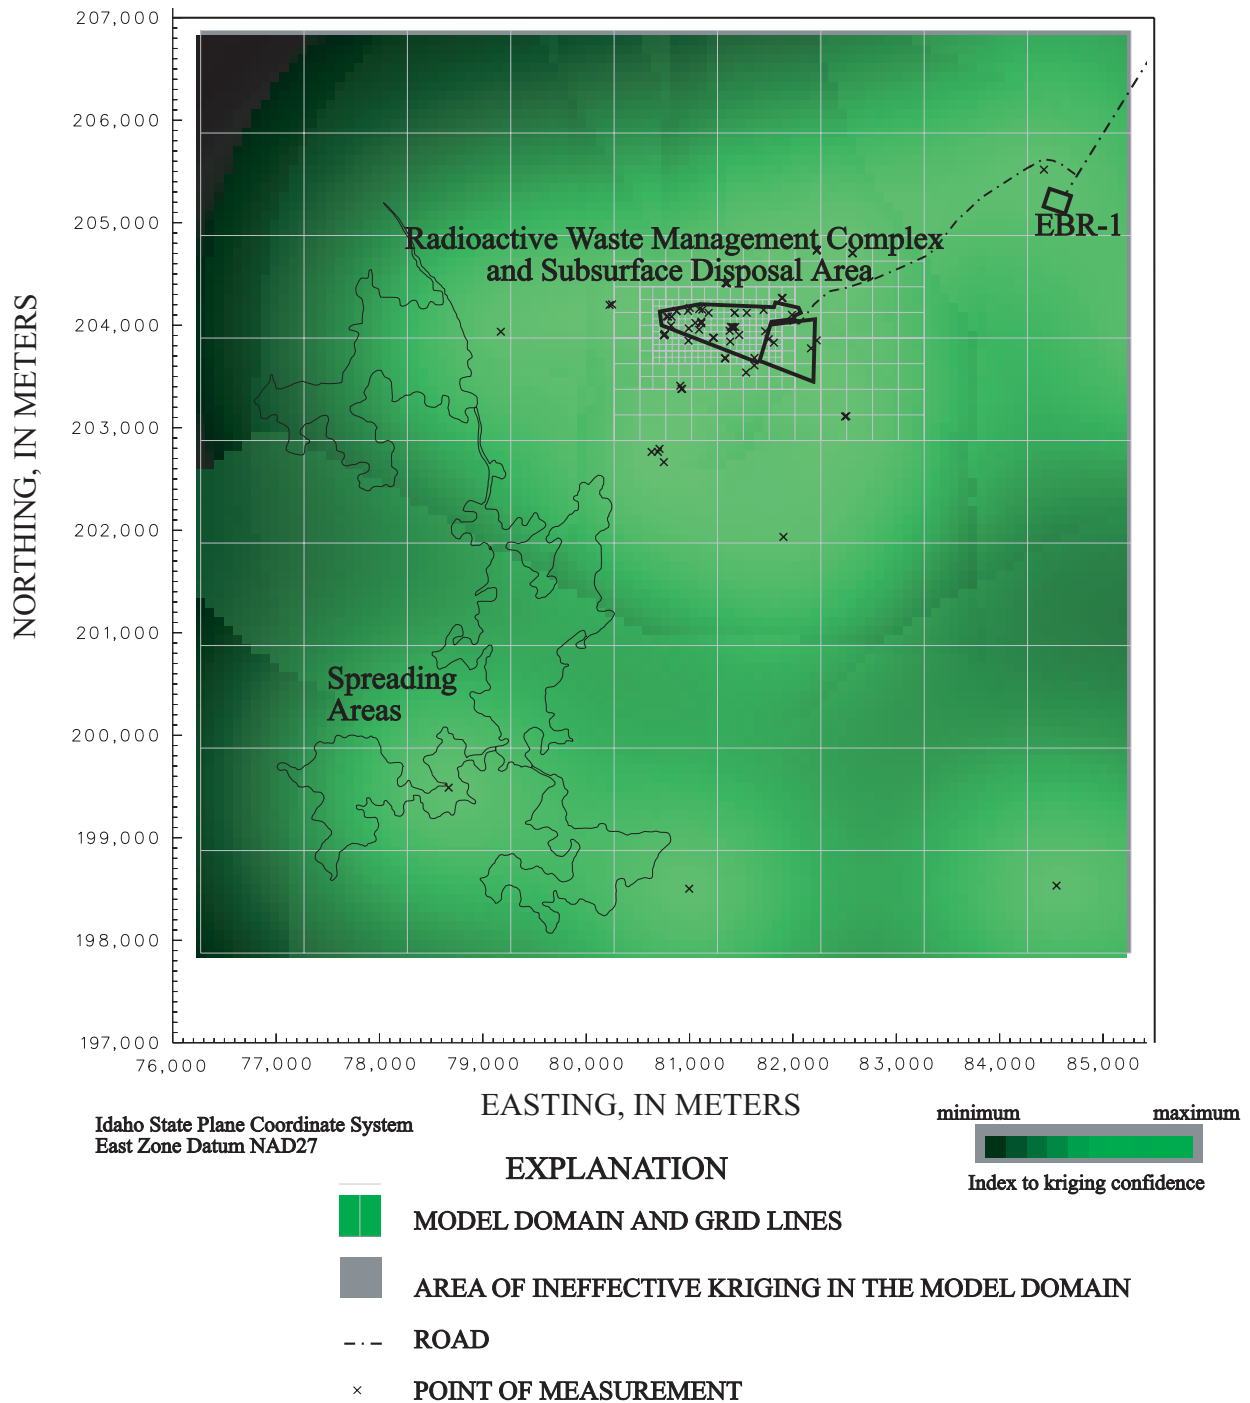 207,000
206,000
205,000
204,000
203,000
202,000
201,000
200,000
199,000
198,000
197,000
NORTHING, IN METERS
Radioactive Waste Management Complex
and Subsurface Disposal Area
EBR-1
Spreading
Areas
76,000 77,000 78,000 79,000 80,000 81,000 82,000 83,000 84,000 85,000
EASTING, IN METERS
Idaho State Plane Coordinate System
East Zone Datum NAD27
minimum maximum
Index to kriging confidence
EXPLANATION
MODEL DOMAIN AND GRID LINES
AREA OF INEFFECTIVE KRIGING IN THE MODEL DOMAIN
ROAD
POINT OF MEASUREMENT